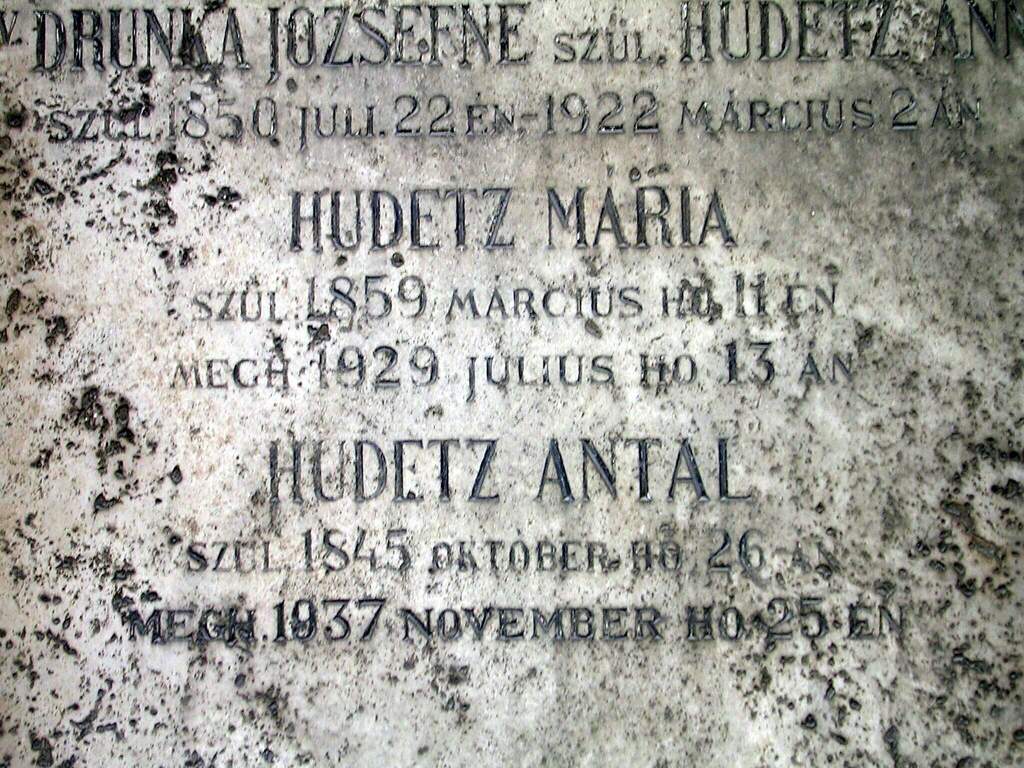 V. DRUNKA JÓZSEFNÉ SZÜL. HUDETZ ANN
SZÜL. 1850 JULI. 22 ÉN - 1922 MÁRCIUS 2 ÁN
HUDETZ MÁRIA
SZÜL. 1859 MÁRCIUS HÓ 11 ÉN
MEGH. 1929 JÚLIUS HÓ 13 ÁN
HUDETZ ANTAL
SZÜL. 1845 OKTÓBER HÓ 26 ÁN
MEGH. 1937 NOVEMBER HÓ 25 ÉN